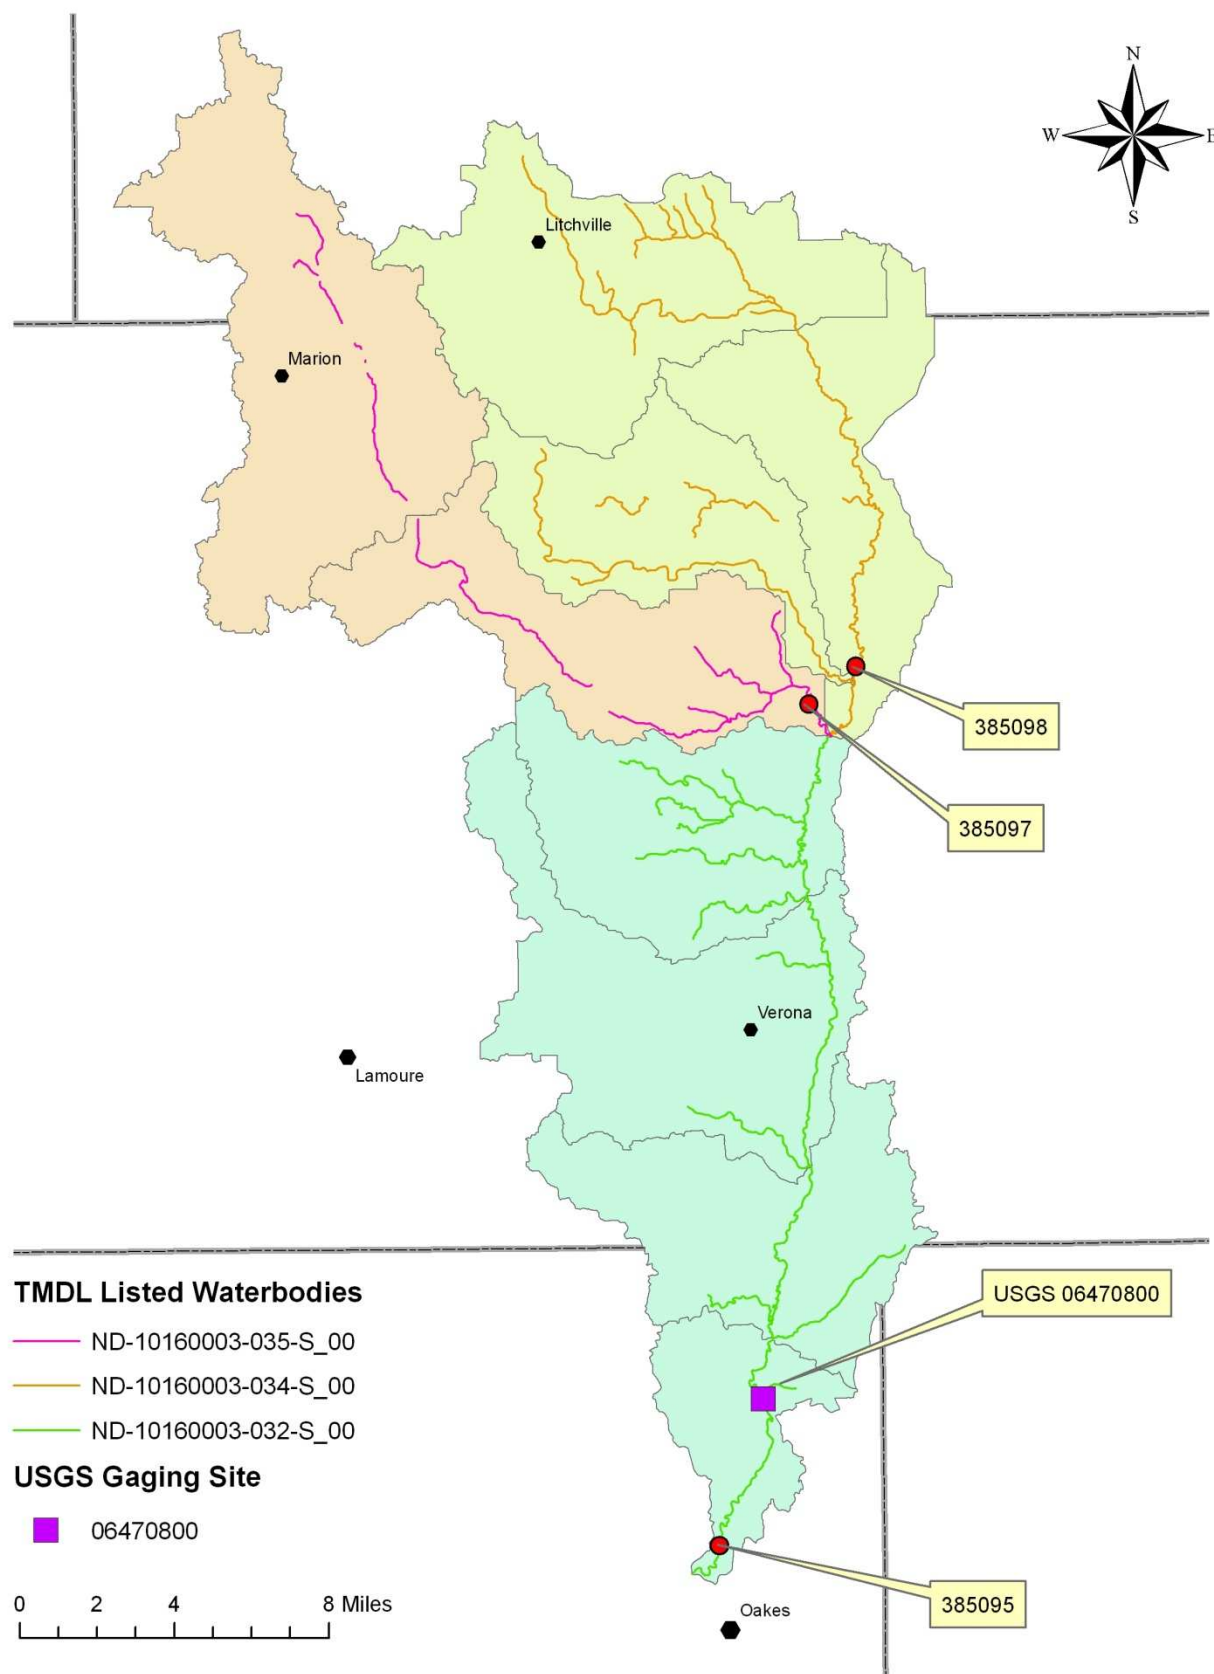 N
W
E
S
Litchville
Marion
385098
385097
Verona
Lamoure
TMDL Listed Waterbodies
ND-10160003-035-S_00
ND-10160003-034-S_00
ND-10160003-032-S_00
USGS Gaging Site
06470800
USGS 06470800
385095
0 2 4 8 Miles
Oakes